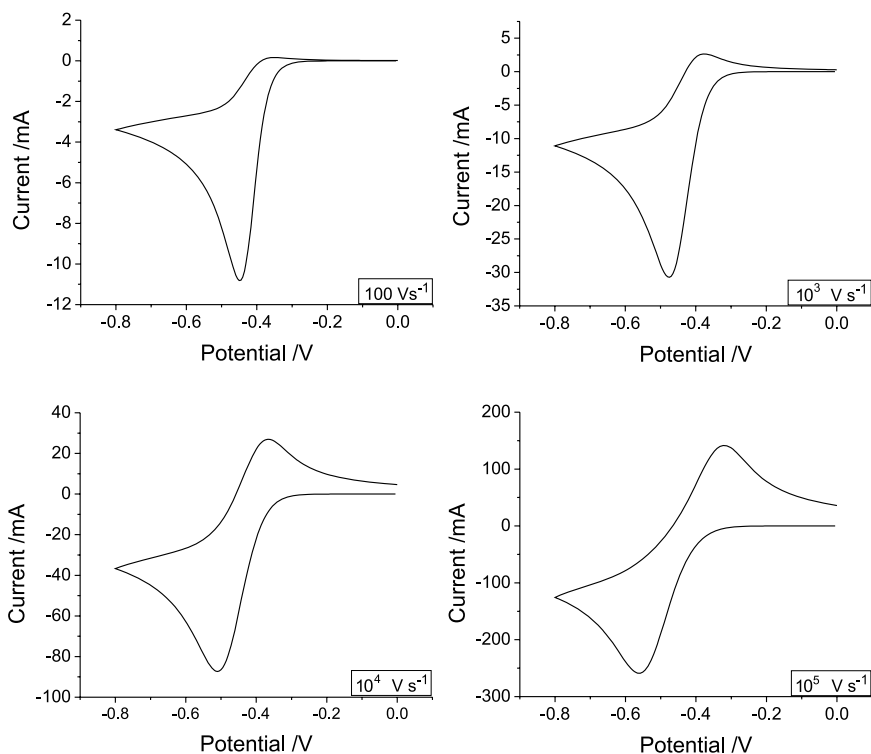 2
0
-2
-4
-6
-8
-10
-12
Current /mA
-0.8 -0.6 -0.4 -0.2 0.0
Potential /V
100 Vs⁻¹
5
0
-5
-10
-15
-20
-25
-30
-35
Current /mA
-0.8 -0.6 -0.4 -0.2 0.0
Potential /V
10³ V s⁻¹
40
20
0
-20
-40
-60
-80
-100
Current /mA
-0.8 -0.6 -0.4 -0.2 0.0
Potential /V
10⁴ V s⁻¹
200
100
0
-100
-200
-300
Current /mA
-0.8 -0.6 -0.4 -0.2 0.0
Potential /V
10⁵ V s⁻¹